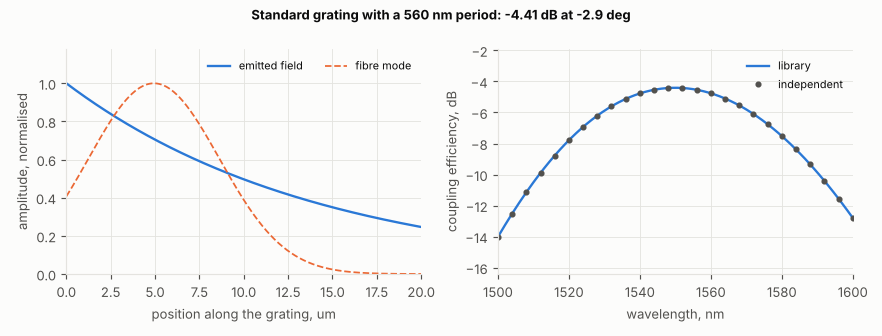 Standard grating with a 560 nm period: -4.41 dB at -2.9 deg
emitted field
fibre mode
amplitude, normalised
1.0
0.8
0.6
0.4
0.2
0.0
0.0 2.5 5.0 7.5 10.0 12.5 15.0 17.5 20.0
position along the grating, um
library
independent
coupling efficiency, dB
−2
−4
−6
−8
−10
−12
−14
−16
1500 1520 1540 1560 1580 1600
wavelength, nm